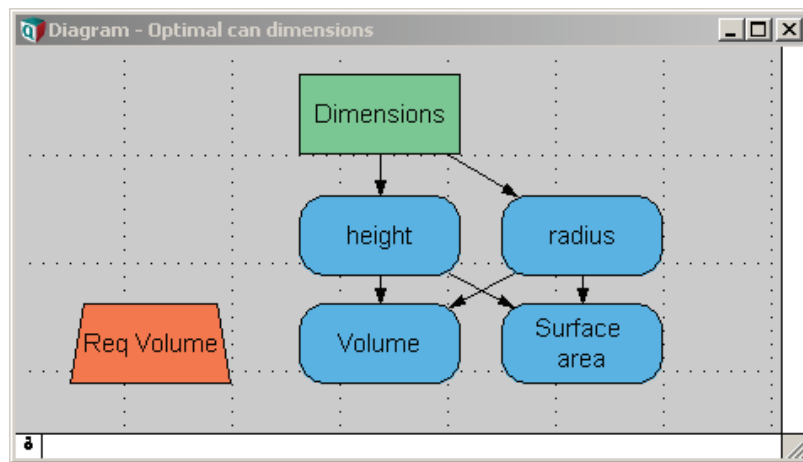 Diagram - Optimal can dimensions
Dimensions
height
radius
Req Volume
Volume
Surface
area